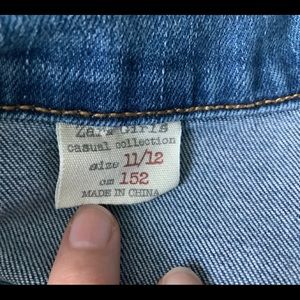 Zara Girls
casual collection
size 11/12
cm 152
MADE IN CHINA